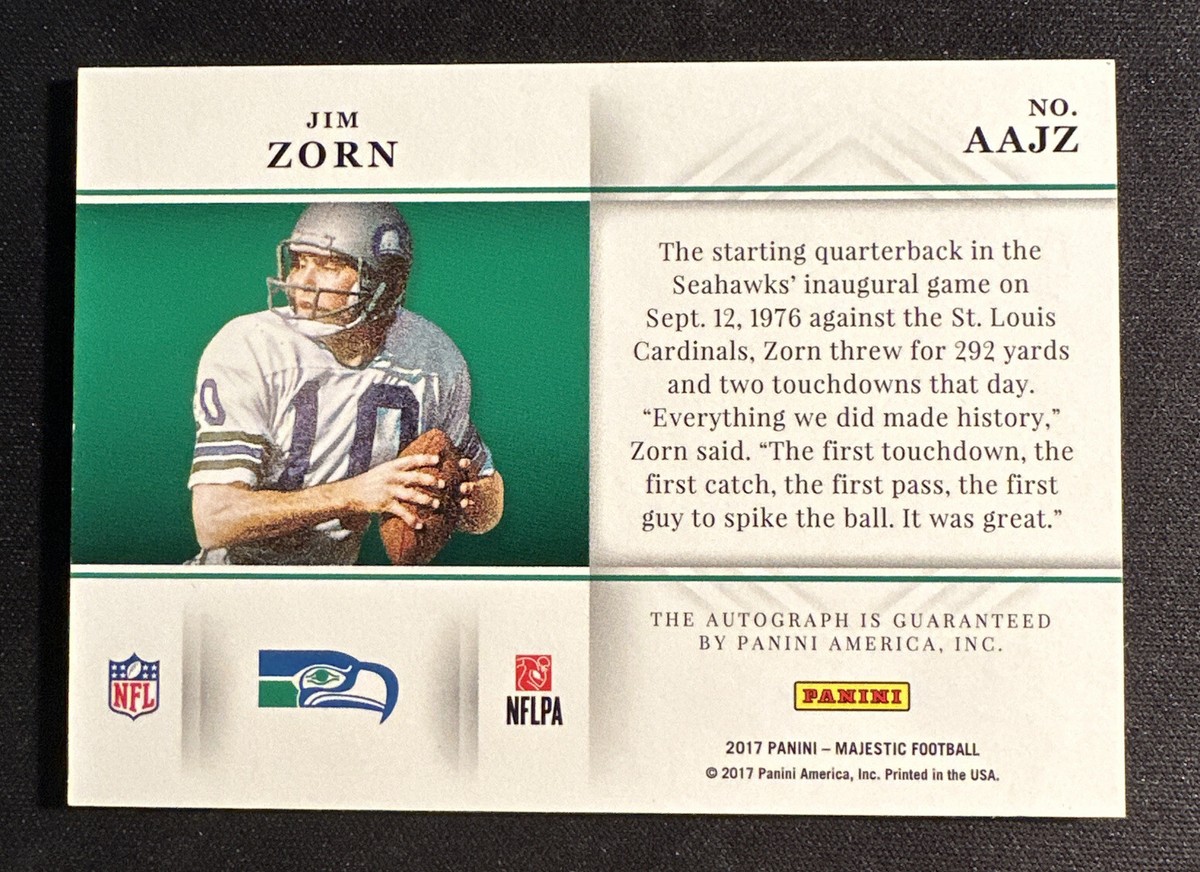 JIM
ZORN
NO.
AAJZ
10
0
The starting quarterback in the
Seahawks’ inaugural game on
Sept. 12, 1976 against the St. Louis
Cardinals, Zorn threw for 292 yards
and two touchdowns that day.
“Everything we did made history,”
Zorn said. “The first touchdown, the
first catch, the first pass, the first
guy to spike the ball. It was great.”
THE AUTOGRAPH IS GUARANTEED
BY PANINI AMERICA, INC.
NFL
NFLPA
PANINI
2017 PANINI – MAJESTIC FOOTBALL
© 2017 Panini America, Inc. Printed in the USA.